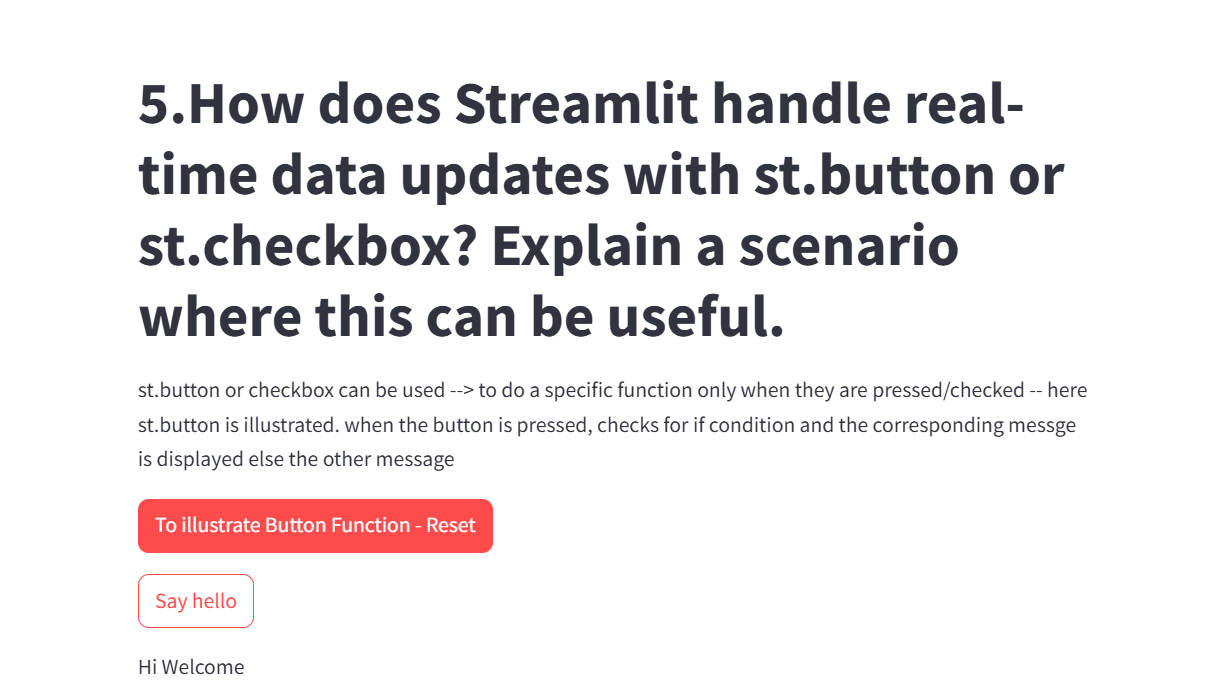 5.How does Streamlit handle real-
time data updates with st.button or
st.checkbox? Explain a scenario
where this can be useful.
st.button or checkbox can be used --> to do a specific function only when they are pressed/checked -- here
st.button is illustrated. when the button is pressed, checks for if condition and the corresponding messge
is displayed else the other message
To illustrate Button Function - Reset
Say hello
Hi Welcome